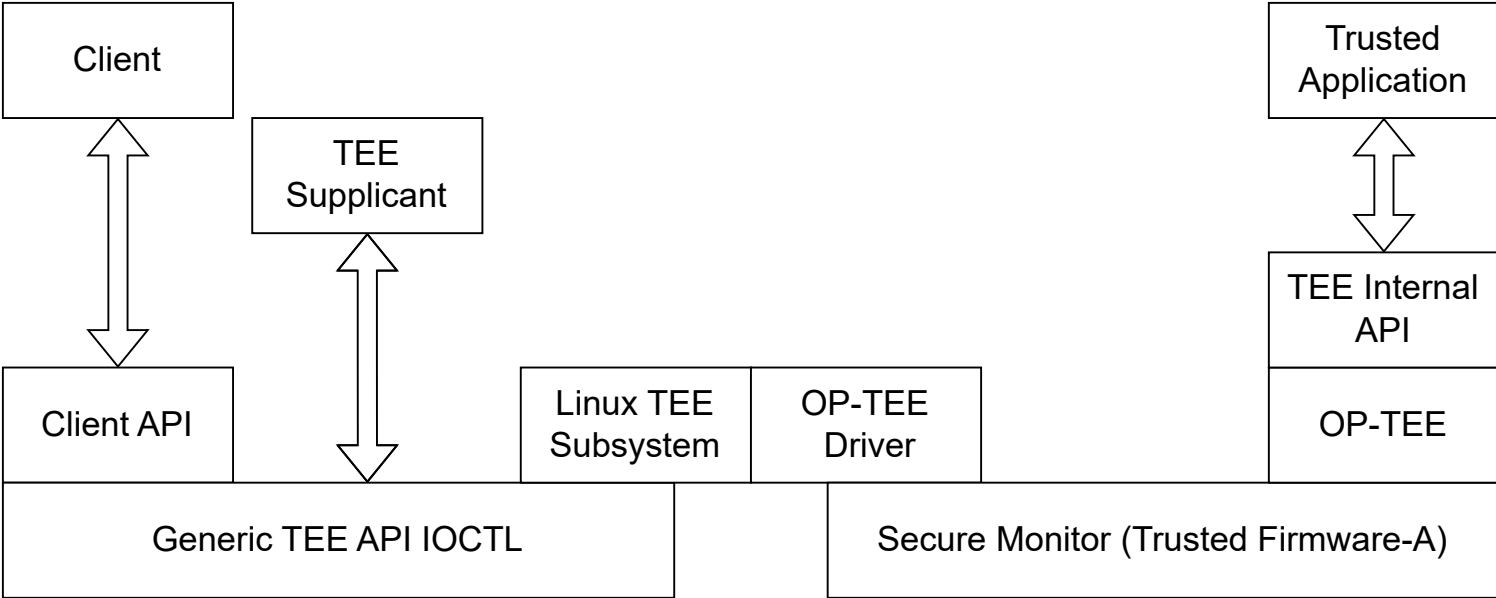 Client
Trusted
Application
TEE
Supplicant
TEE Internal
API
Client API
Linux TEE
Subsystem
OP-TEE
Driver
OP-TEE
Generic TEE API IOCTL
Secure Monitor (Trusted Firmware-A)